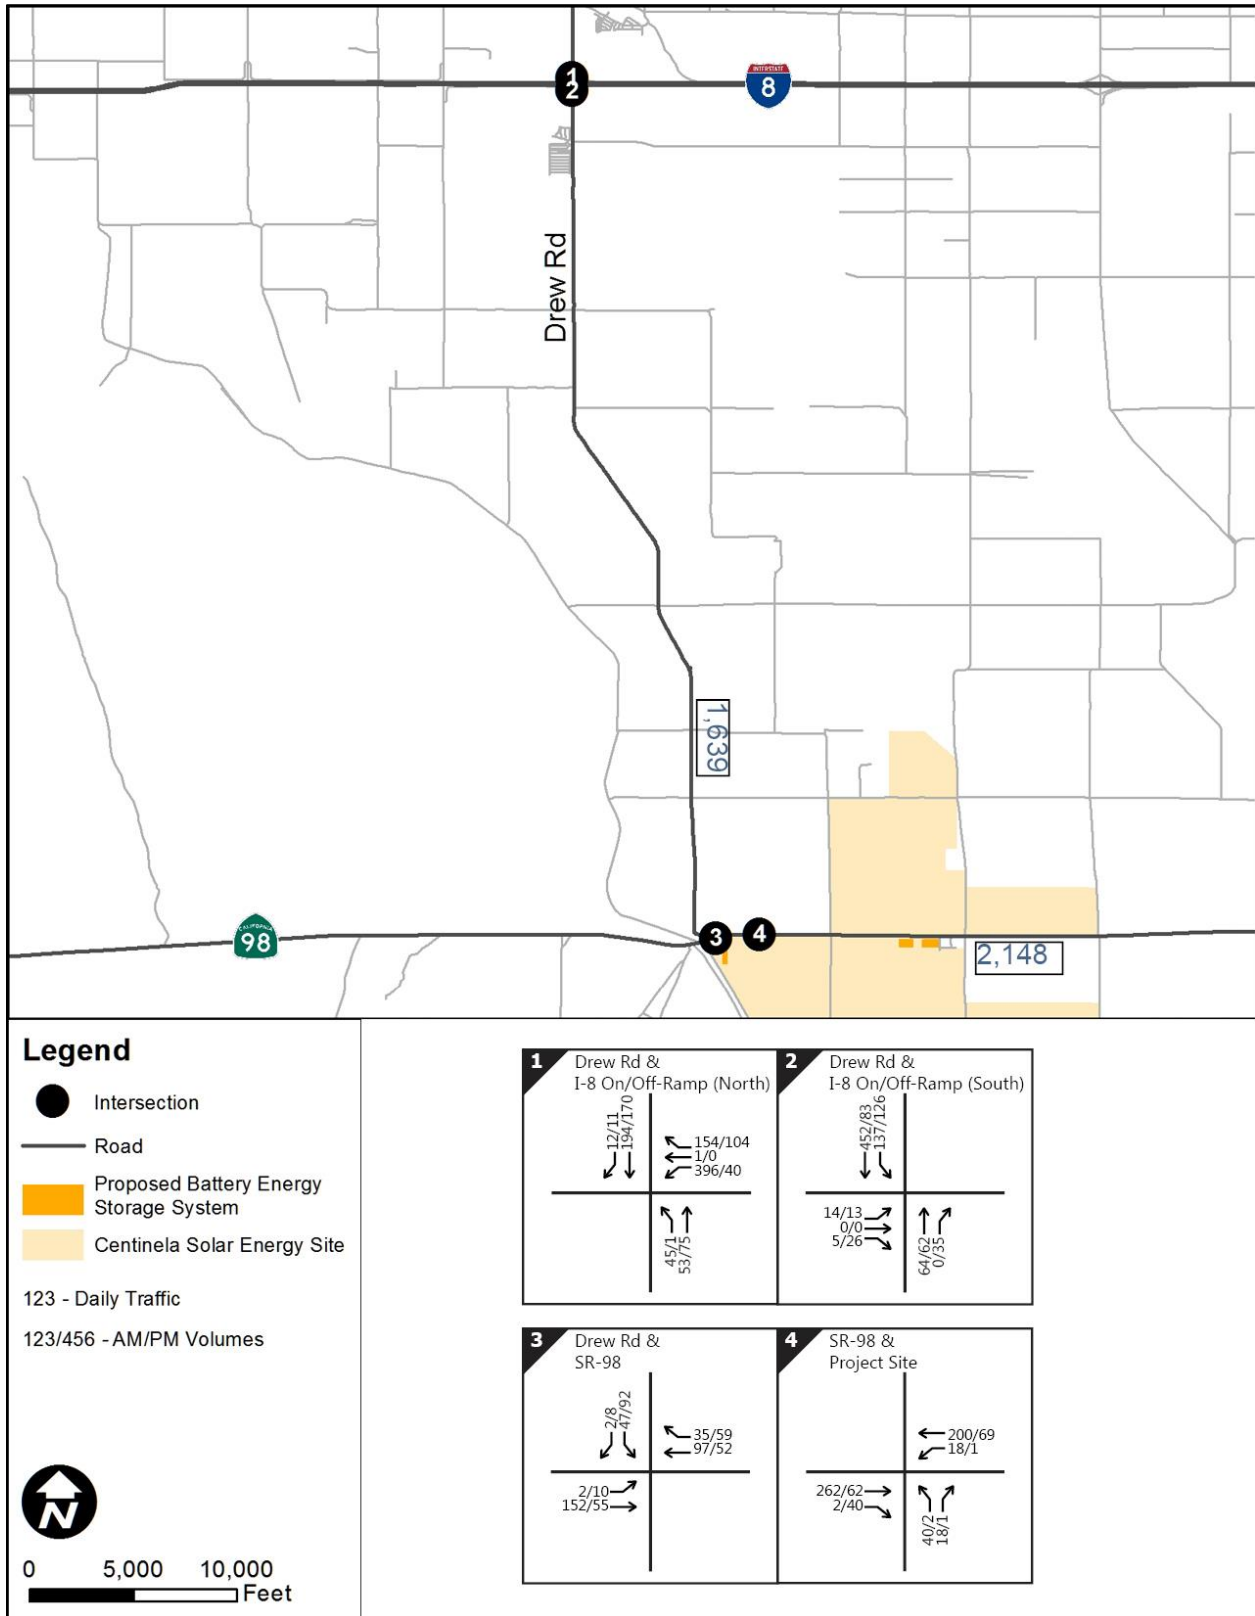 1
2
INTERSTATE
8
Drew Rd
1,639
CALIFORNIA
98
3
4
2,148
Legend
Intersection
Road
Proposed Battery Energy
Storage System
Centinela Solar Energy Site
123 - Daily Traffic
123/456 - AM/PM Volumes
N
0 5,000 10,000
Feet
1 Drew Rd &
I-8 On/Off-Ramp (North)
12/11
194/170
154/104
1/0
396/40
45/1
53/75
2 Drew Rd &
I-8 On/Off-Ramp (South)
452/83
137/126
14/13
0/0
5/26
64/62
0/35
3 Drew Rd &
SR-98
2/8
47/92
35/59
97/52
2/10
152/55
4 SR-98 &
Project Site
200/69
18/1
262/62
2/40
40/2
18/1